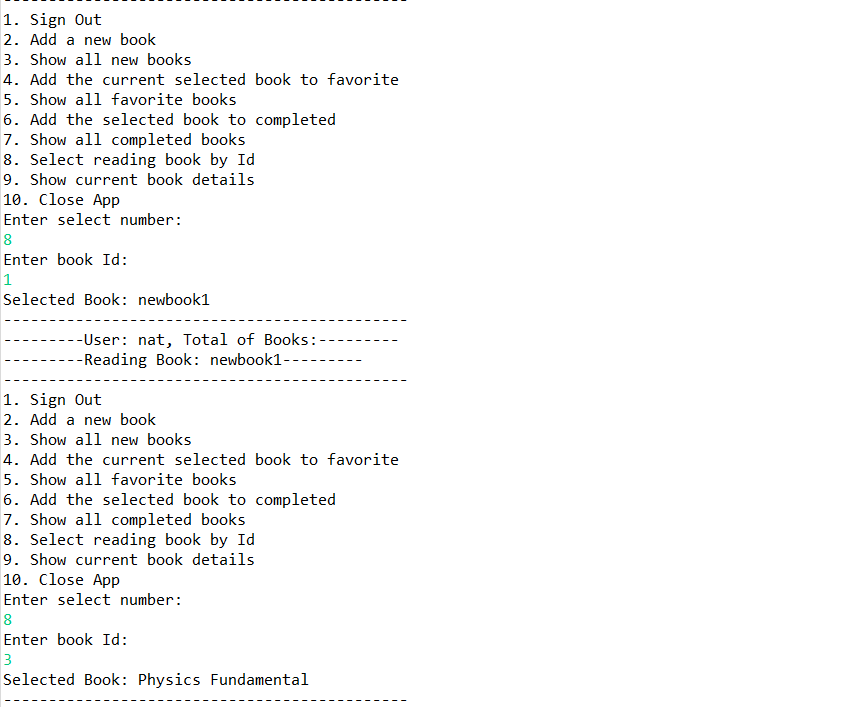 ---------------------------------------------
1. Sign Out
2. Add a new book
3. Show all new books
4. Add the current selected book to favorite
5. Show all favorite books
6. Add the selected book to completed
7. Show all completed books
8. Select reading book by Id
9. Show current book details
10. Close App
Enter select number:
8
Enter book Id:
1
Selected Book: newbook1
---------------------------------------------
---------User: nat, Total of Books:---------
---------Reading Book: newbook1---------
---------------------------------------------
1. Sign Out
2. Add a new book
3. Show all new books
4. Add the current selected book to favorite
5. Show all favorite books
6. Add the selected book to completed
7. Show all completed books
8. Select reading book by Id
9. Show current book details
10. Close App
Enter select number:
8
Enter book Id:
3
Selected Book: Physics Fundamental
---------------------------------------------